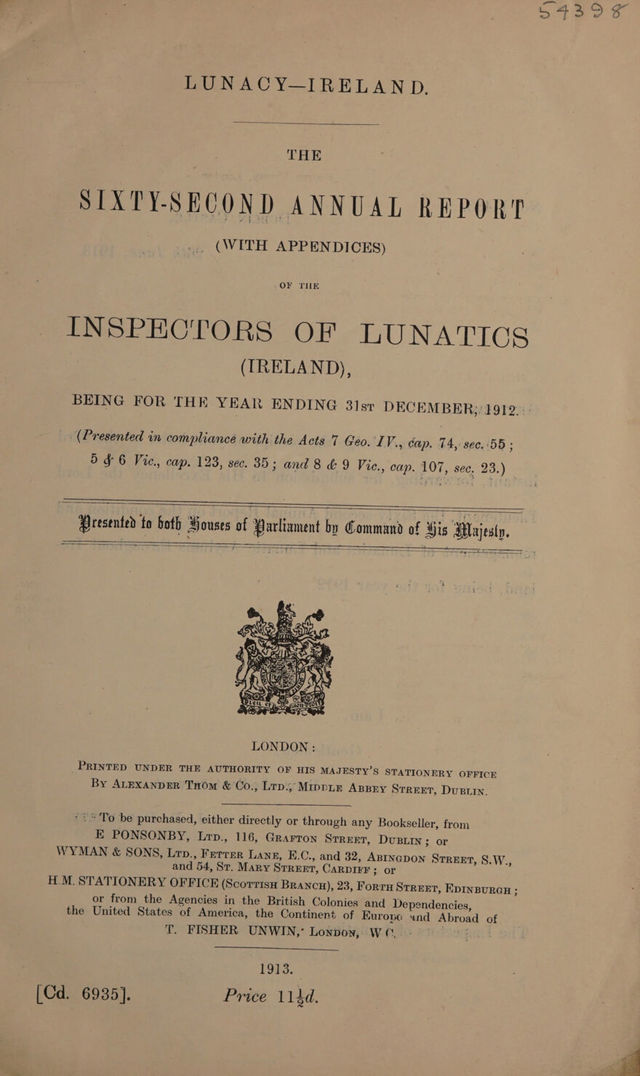 54398
LUNACY—IRELAND.
THE
SIXTY-SECOND ANNUAL REPORT
(WITH APPENDICES)
OF THE
INSPECTORS OF LUNATICS
(IRELAND),
BEING FOR THE YEAR ENDING 31ST DECEMBER, 1912.
(Presented in compliance with the Acts 7 Geo. IV., cap. 74, sec. 55;
5 & 6 Vic., cap. 123, sec. 35; and 8 & 9 Vic., cap. 107, sec. 23.)
Presented to both Houses of Parliament by Command of His Majesty.
LONDON:
PRINTED UNDER THE AUTHORITY OF HIS MAJESTY'S STATIONERY OFFICE
By ALEXANDER THOM & Co., LTD., MIDDLE ABBEY STREET, DUBLIN.
To be purchased, either directly or through any Bookseller, from
E PONSONBY, LTD., 116, GRAFTON STREET, DUBLIN; or
WYMAN & SONS, LTD., FETTER LANE, E.C., and 32, ABINGDON STREET, S.W.,
and 54, ST. MARY STREET, CARDIFF; or
H M. STATIONERY OFFICE (SCOTTISH BRANCH), 23, FORTH STREET, EDINBURGH;
or from the Agencies in the British Colonies and Dependencies,
the United States of America, the Continent of Europe and Abroad of
T. FISHER UNWIN, LONDON, W C.
1913.
[Cd. 6935].
Price 11½d.